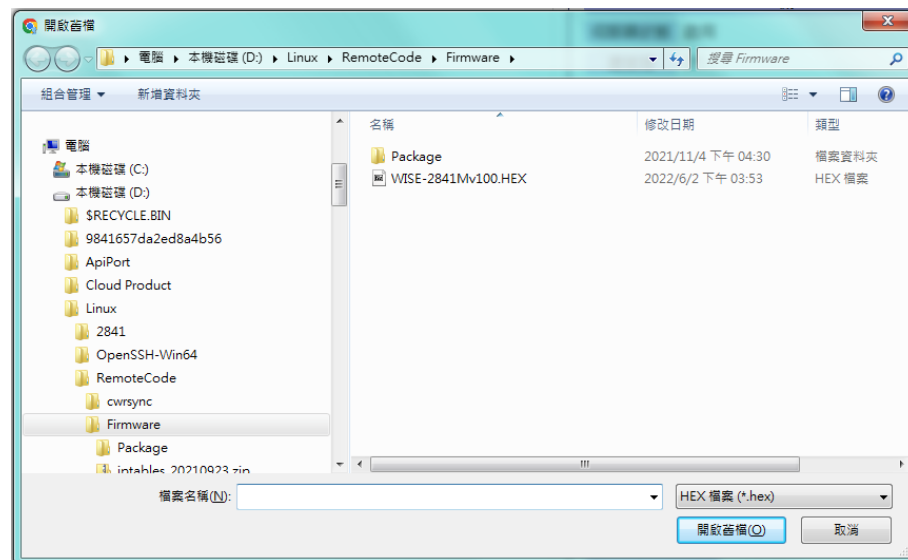 開啟舊檔
電腦 ▸ 本機磁碟 (D:) ▸ Linux ▸ RemoteCode ▸ Firmware ▸
搜尋 Firmware
組合管理 新增資料夾
電腦
本機磁碟 (C:)
本機磁碟 (D:)
$RECYCLE.BIN
9841657da2ed8a4b56
ApiPort
Cloud Product
Linux
2841
OpenSSH-Win64
RemoteCode
cwrsync
Firmware
Package
iptables_20210923.zip
名稱 修改日期 類型
Package 2021/11/4 下午 04:30 檔案資料夾
WISE-2841Mv100.HEX 2022/6/2 下午 03:53 HEX 檔案
檔案名稱(N): HEX 檔案 (*.hex)
開啟舊檔(O) 取消